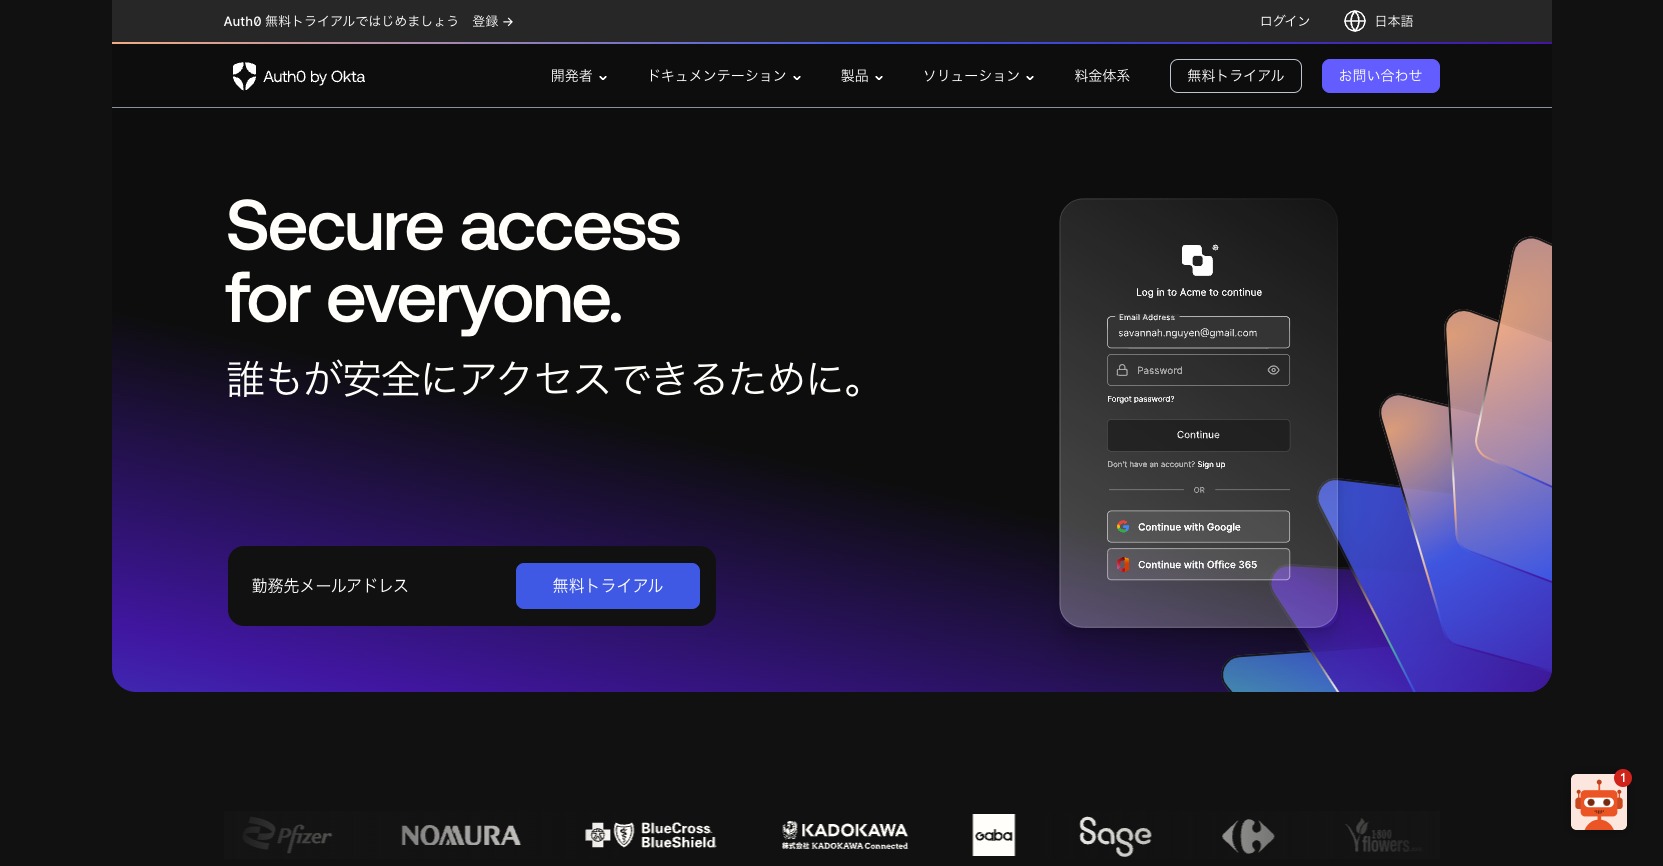 Auth0 無料トライアルではじめましょう 登録 →
ログイン 日本語
Auth0 by Okta
開発者 ドキュメンテーション 製品 ソリューション 料金体系 無料トライアル お問い合わせ
Secure access
for everyone.
誰もが安全にアクセスできるために。
勤務先メールアドレス 無料トライアル
Log in to Acme to continue
Email Address
savannah.nguyen@gmail.com
Password
Forgot password?
Continue
Don't have an account? Sign up
OR
Continue with Google
Continue with Office 365
1
Pfizer
NOMURA
BlueCross
BlueShield
KADOKAWA
株式会社 KADOKAWA Connected
Gaba
Sage
1800
flowers